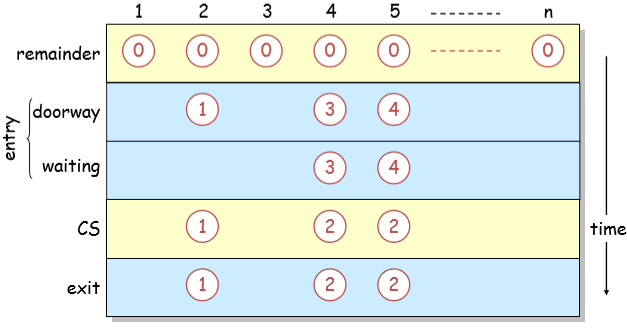 1 2 3 4 5 n
remainder 0 0 0 0 0 0
entry
doorway 1 3 4
waiting 3 4
CS 1 2 2
time
exit 1 2 2